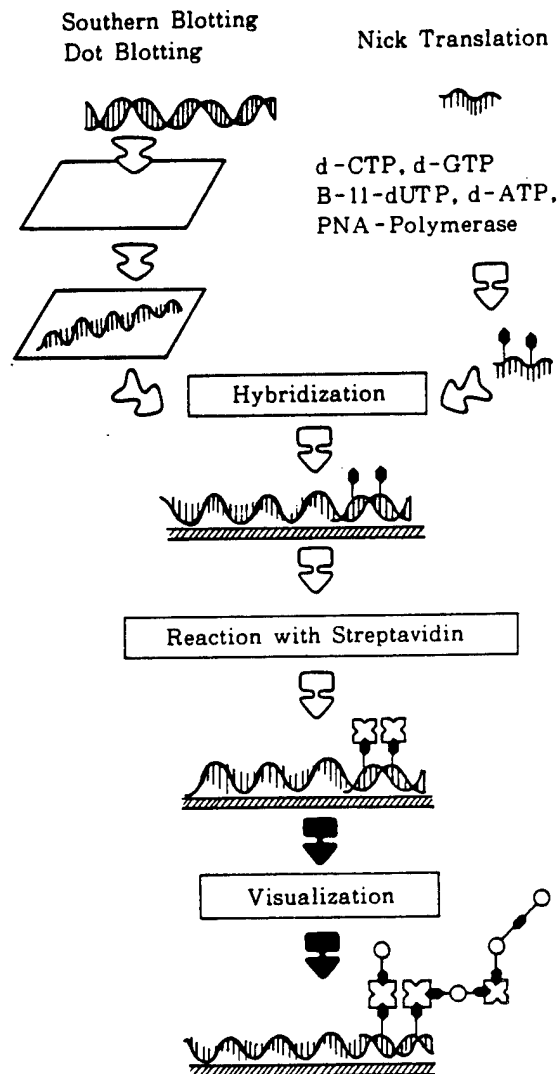 Southern Blotting
Dot Blotting
Nick Translation
d-CTP, d-GTP
B-11-dUTP, d-ATP,
PNA-Polymerase
Hybridization
Reaction with Streptavidin
Visualization